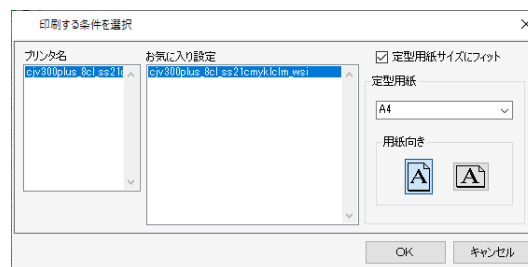 印刷する条件を選択
プリンタ名
お気に入り設定
定型用紙サイズにフィット
cjv300plus_8cl_ss21c
cjv300plus_8cl_ss21cmyklclm_wsi
定型用紙
A4
用紙向き
A
A
OK
キャンセル